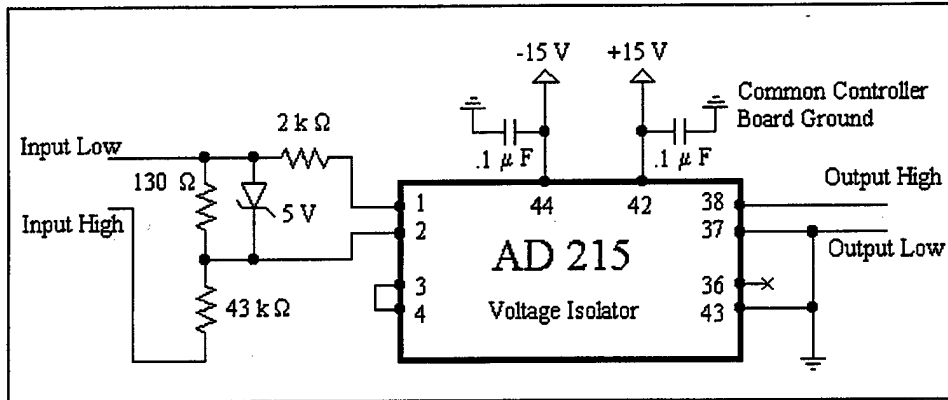 -15 V
+15 V
Common Controller
Board Ground
.1 μ F
.1 μ F
2 k Ω
Input Low
130 Ω
5 V
Input High
43 k Ω
1
2
3
4
44
42
38
37
36
43
AD 215
Voltage Isolator
Output High
Output Low